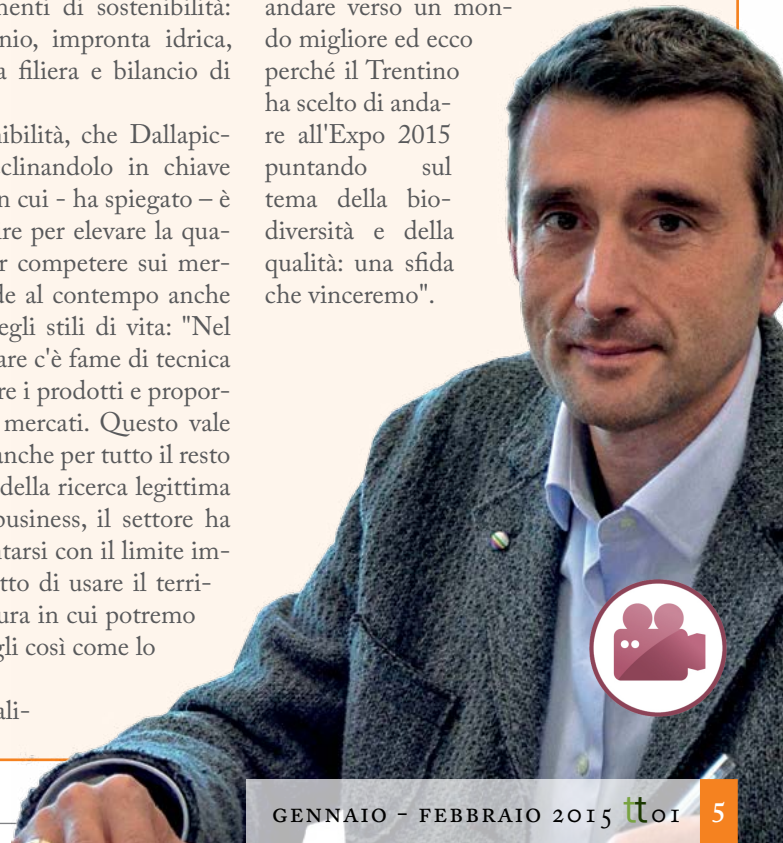 menti di sostenibilità:
nio, impronta idrica,
a filiera e bilancio di
nibilità, che Dallapic-
clinandolo in chiave
n cui - ha spiegato – è
re per elevare la qua-
r competere sui mer-
de al contempo anche
egli stili di vita: "Nel
are c'è fame di tecnica
re i prodotti e propor-
mercati. Questo vale
anche per tutto il resto
della ricerca legittima
business, il settore ha
ntarsi con il limite im-
tto di usare il terri-
ura in cui potremo
gli così come lo
ali-
andare verso un mon-
do migliore ed ecco
perché il Trentino
ha scelto di anda-
re all'Expo 2015
puntando sul
tema della bio-
diversità e della
qualità: una sfida
che vinceremo".
GENNAIO - FEBBRAIO 2015 tt01 5